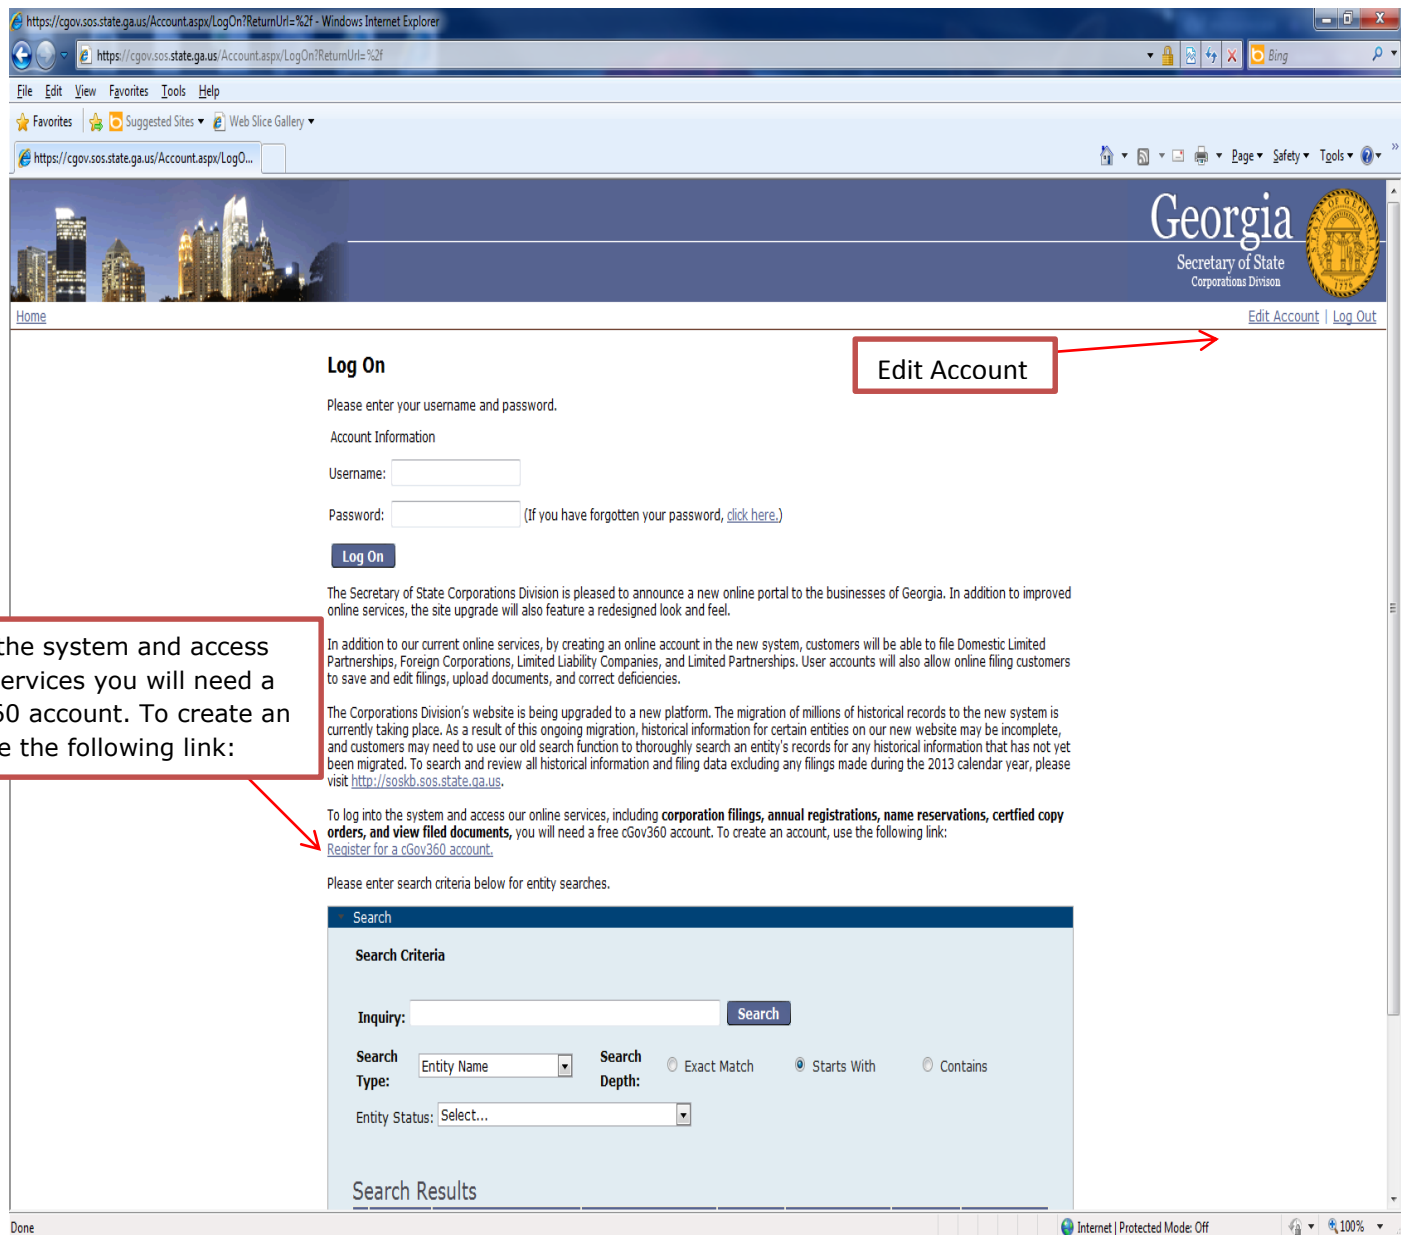 https://cgov.sos.state.ga.us/Account.aspx/LogOn?ReturnUrl=%2f - Windows Internet Explorer
https://cgov.sos.state.ga.us/Account.aspx/LogOn?ReturnUrl=%2f
Bing
File Edit View Favorites Tools Help
Favorites Suggested Sites Web Slice Gallery
https://cgov.sos.state.ga.us/Account.aspx/LogO...
Page Safety Tools
Georgia
Secretary of State
Corporations Divison
STATE OF GEORGIA
1776
Home
Edit Account | Log Out
Edit Account
Log On
Please enter your username and password.
Account Information
Username:
Password: (If you have forgotten your password, click here.)
Log On
The Secretary of State Corporations Division is pleased to announce a new online portal to the businesses of Georgia. In addition to improved
online services, the site upgrade will also feature a redesigned look and feel.
In addition to our current online services, by creating an online account in the new system, customers will be able to file Domestic Limited
Partnerships, Foreign Corporations, Limited Liability Companies, and Limited Partnerships. User accounts will also allow online filing customers
to save and edit filings, upload documents, and correct deficiencies.
the system and access
ervices you will need a
60 account. To create an
e the following link:
The Corporations Division's website is being upgraded to a new platform. The migration of millions of historical records to the new system is
currently taking place. As a result of this ongoing migration, historical information for certain entities on our new website may be incomplete,
and customers may need to use our old search function to thoroughly search an entity's records for any historical information that has not yet
been migrated. To search and review all historical information and filing data excluding any filings made during the 2013 calendar year, please
visit http://soskb.sos.state.ga.us.
To log into the system and access our online services, including corporation filings, annual registrations, name reservations, certfied copy
orders, and view filed documents, you will need a free cGov360 account. To create an account, use the following link:
Register for a cGov360 account.
Please enter search criteria below for entity searches.
Search
Search Criteria
Inquiry: Search
Search Type: Entity Name Search Depth: Exact Match Starts With Contains
Entity Status: Select...
Search Results
Done
Internet | Protected Mode: Off
100%